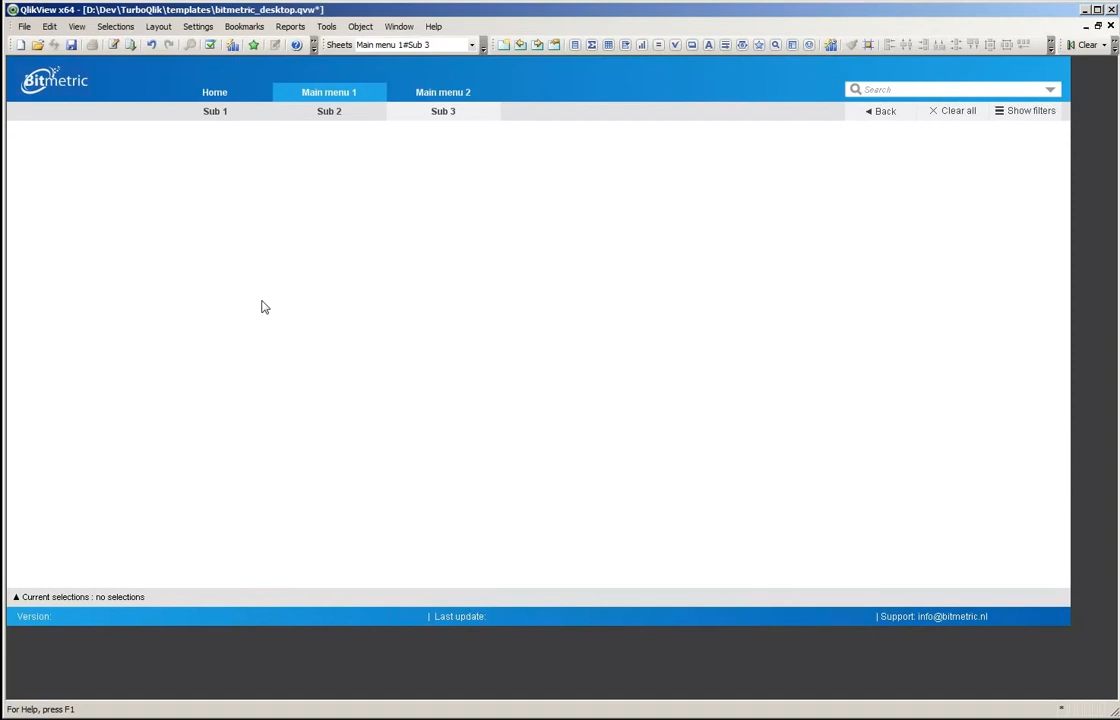 QlikView x64 - [D:\Dev\TurboQlik\templates\bitmetric_desktop.qvw*]
File Edit View Selections Layout Settings Bookmarks Reports Tools Object Window Help
Sheets Main menu 1#Sub 3 Clear
Bitmetric
Home Main menu 1 Main menu 2 Search
Sub 1 Sub 2 Sub 3 Back Clear all Show filters
Current selections : no selections
Version: | Last update: | Support: info@bitmetric.nl
For Help, press F1